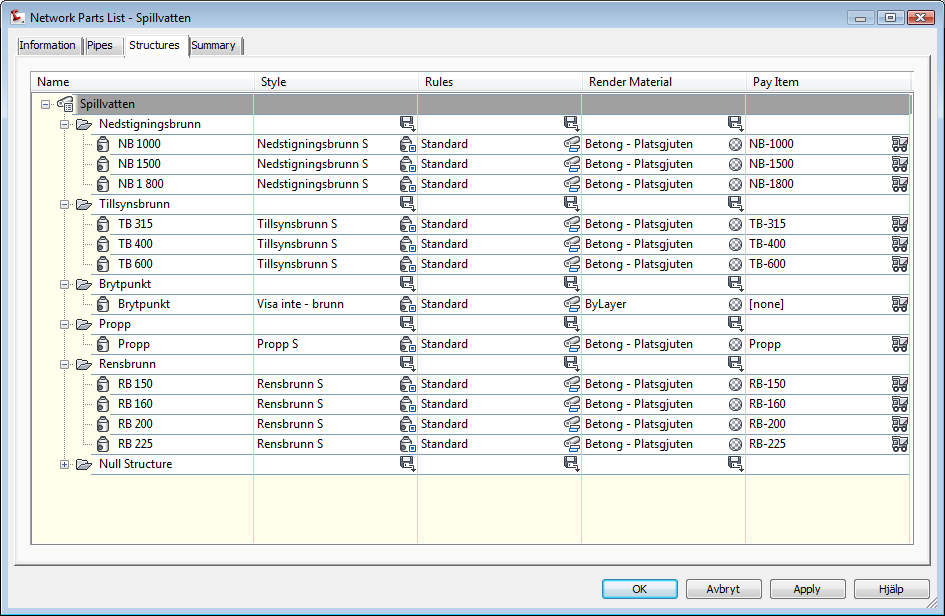 Network Parts List - Spillvatten
Information Pipes Structures Summary
Name Style Rules Render Material Pay Item
Spillvatten
Nedstigningsbrunn
NB 1000 Nedstigningsbrunn S Standard Betong - Platsgjuten NB-1000
NB 1500 Nedstigningsbrunn S Standard Betong - Platsgjuten NB-1500
NB 1 800 Nedstigningsbrunn S Standard Betong - Platsgjuten NB-1800
Tillsynsbrunn
TB 315 Tillsynsbrunn S Standard Betong - Platsgjuten TB-315
TB 400 Tillsynsbrunn S Standard Betong - Platsgjuten TB-400
TB 600 Tillsynsbrunn S Standard Betong - Platsgjuten TB-600
Brytpunkt
Brytpunkt Visa inte - brunn Standard ByLayer [none]
Propp
Propp Propp S Standard Betong - Platsgjuten Propp
Rensbrunn
RB 150 Rensbrunn S Standard Betong - Platsgjuten RB-150
RB 160 Rensbrunn S Standard Betong - Platsgjuten RB-160
RB 200 Rensbrunn S Standard Betong - Platsgjuten RB-200
RB 225 Rensbrunn S Standard Betong - Platsgjuten RB-225
Null Structure
OK Avbryt Apply Hjälp